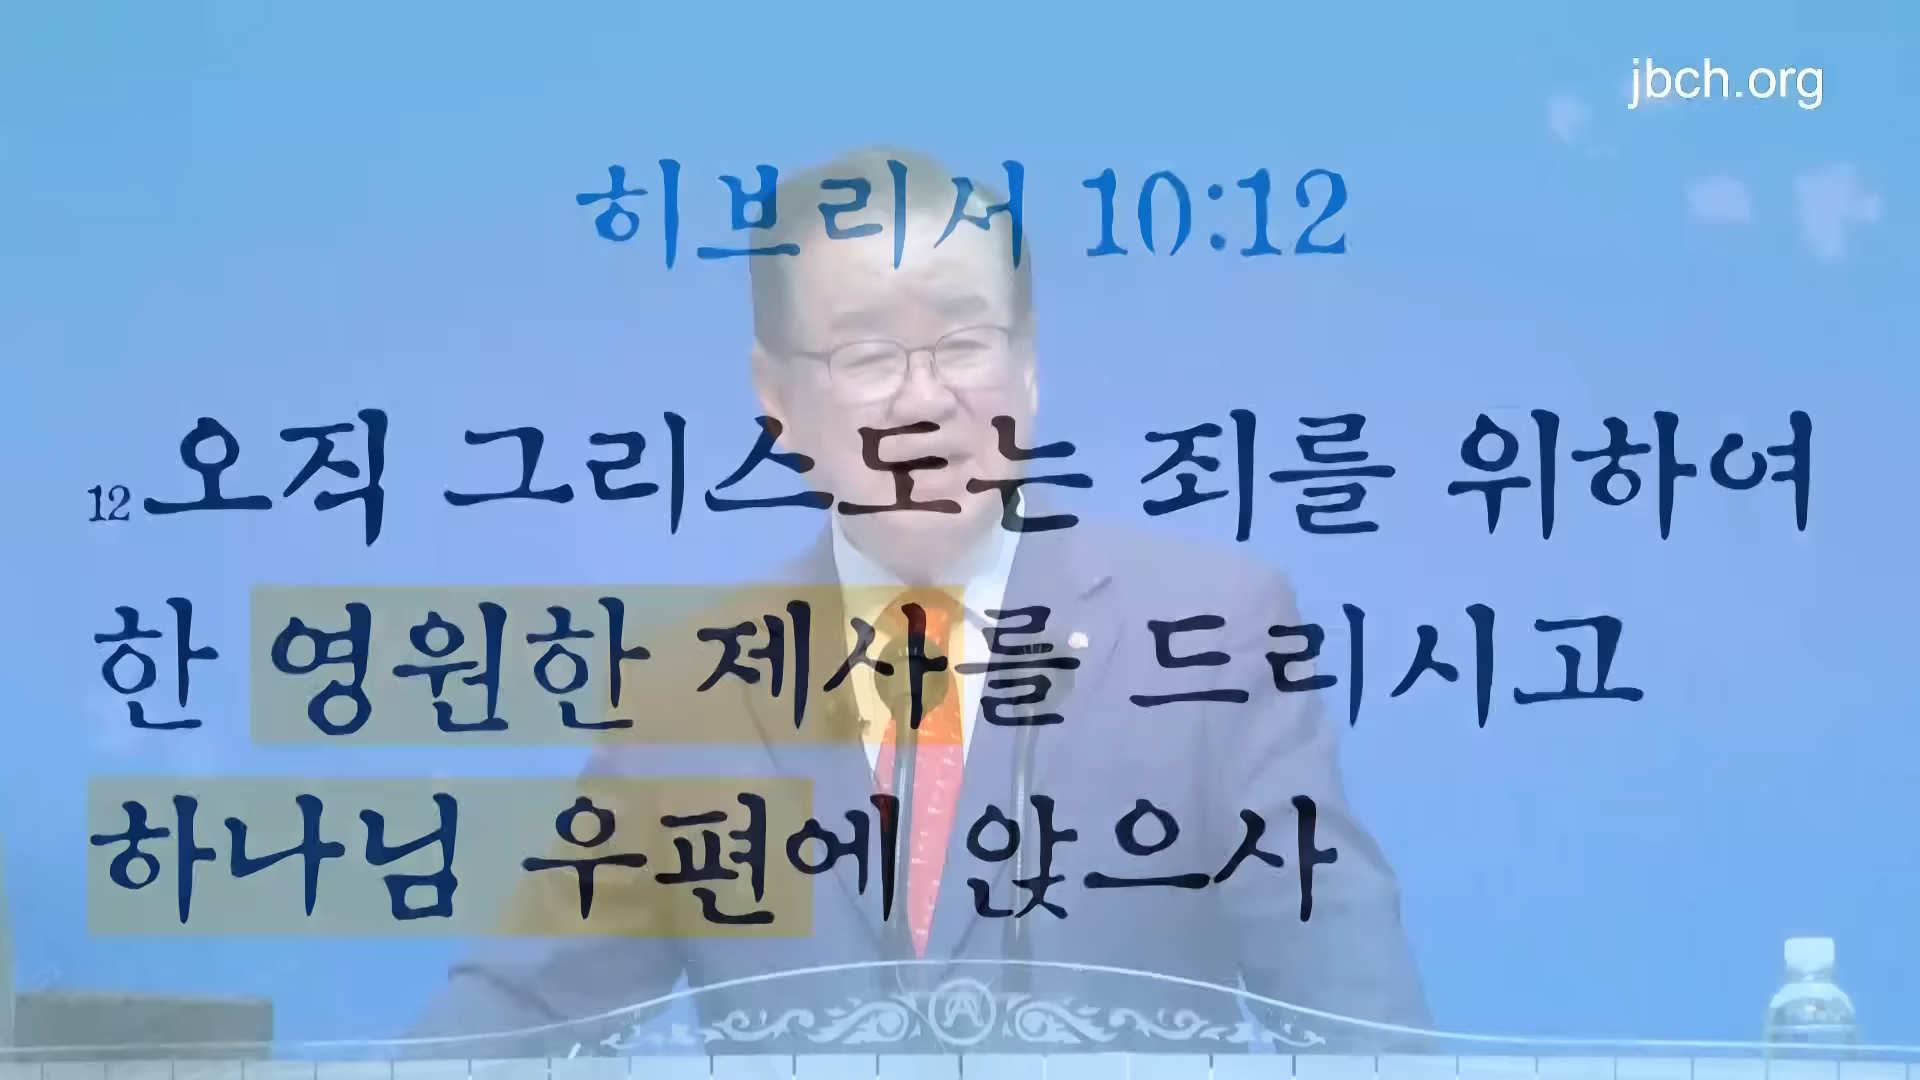 jbch.org
히브리서 10:12
12 오직 그리스도는 죄를 위하여
한 영원한 제사를 드리시고
하나님 우편에 앉으사